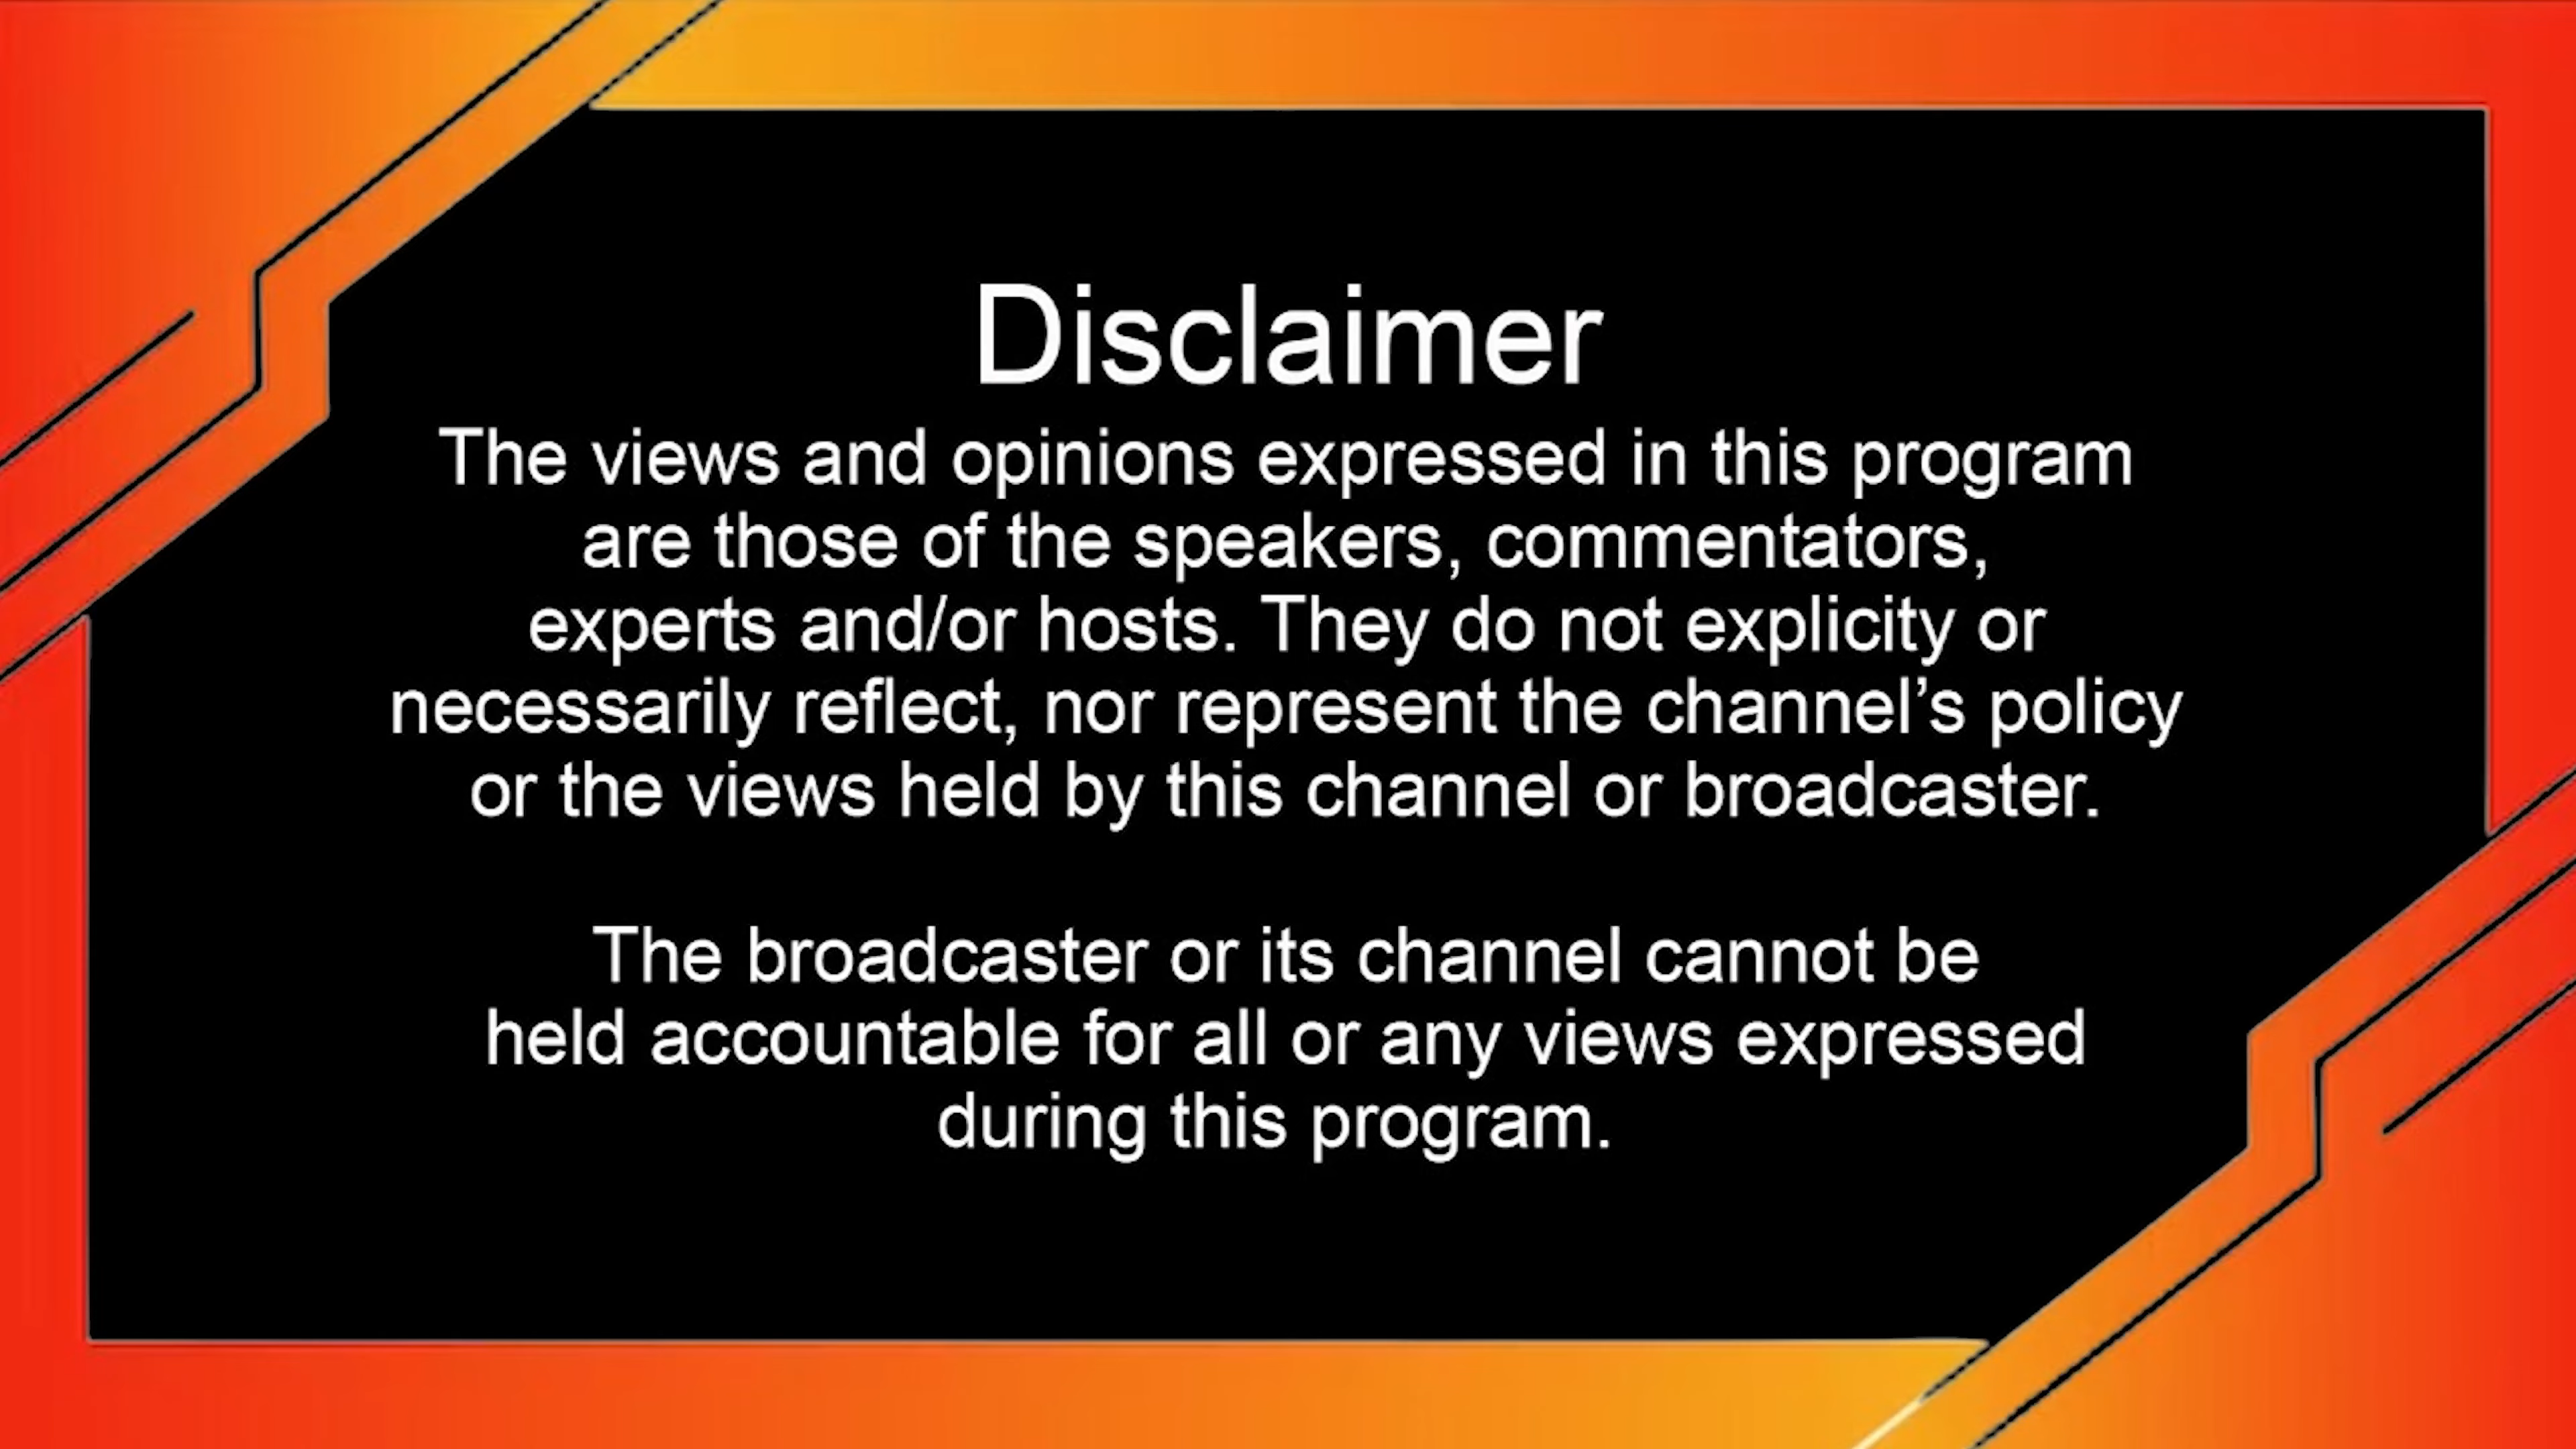 Disclaimer
The views and opinions expressed in this program
are those of the speakers, commentators,
experts and/or hosts. They do not explicity or
necessarily reflect, nor represent the channel’s policy
or the views held by this channel or broadcaster.
The broadcaster or its channel cannot be
held accountable for all or any views expressed
during this program.